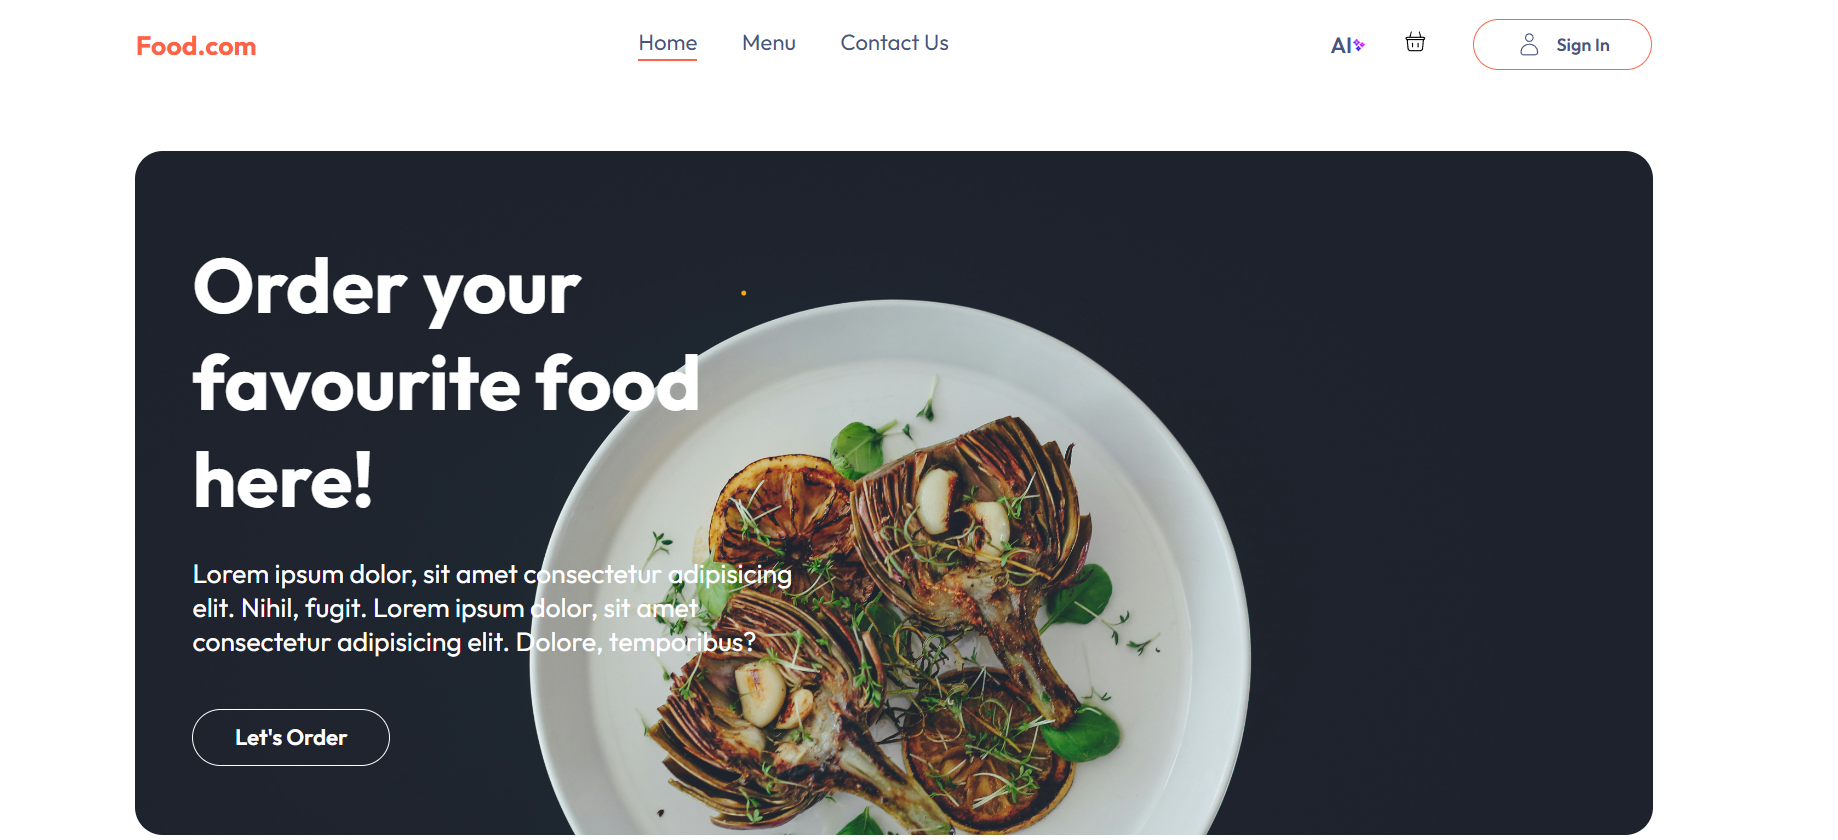 Food.com
Home
Menu
Contact Us
AI
Sign In
Order your
favourite food
here!
Lorem ipsum dolor, sit amet consectetur adipisicing
elit. Nihil, fugit. Lorem ipsum dolor, sit amet
consectetur adipisicing elit. Dolore, temporibus?
Let's Order